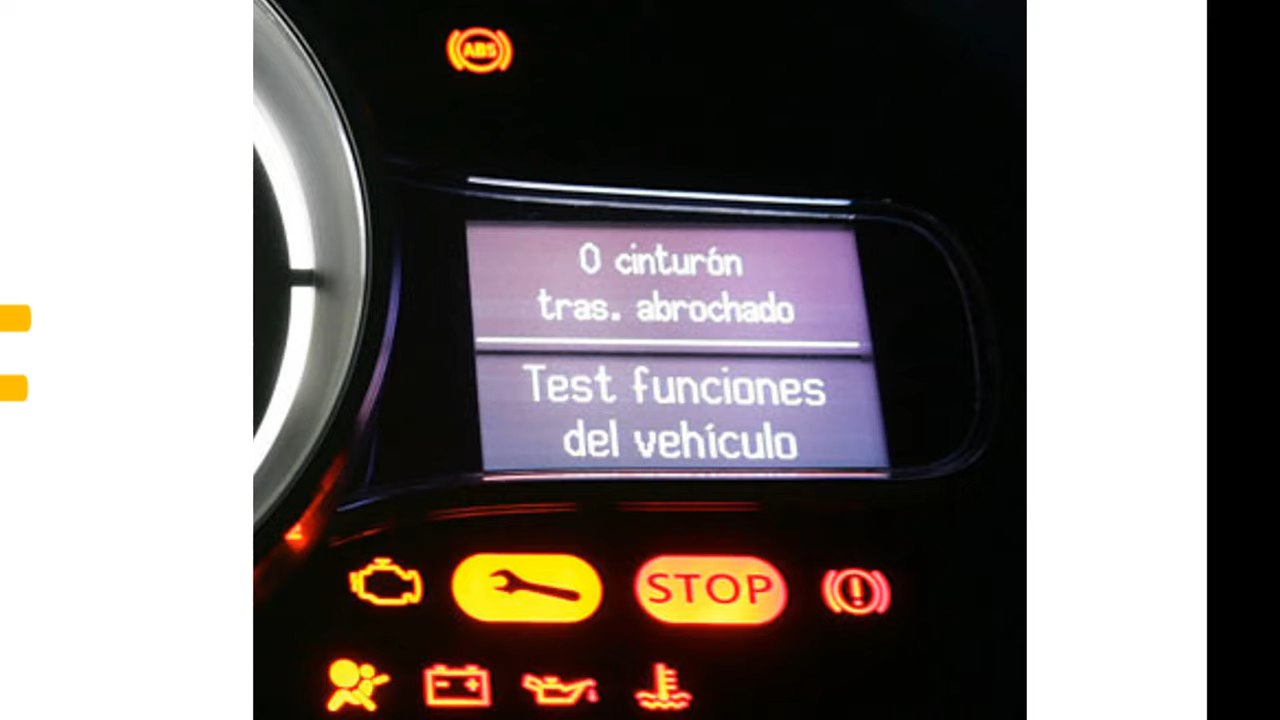 ABS
0 cinturón
tras. abrochado
Test funciones
del vehículo
STOP